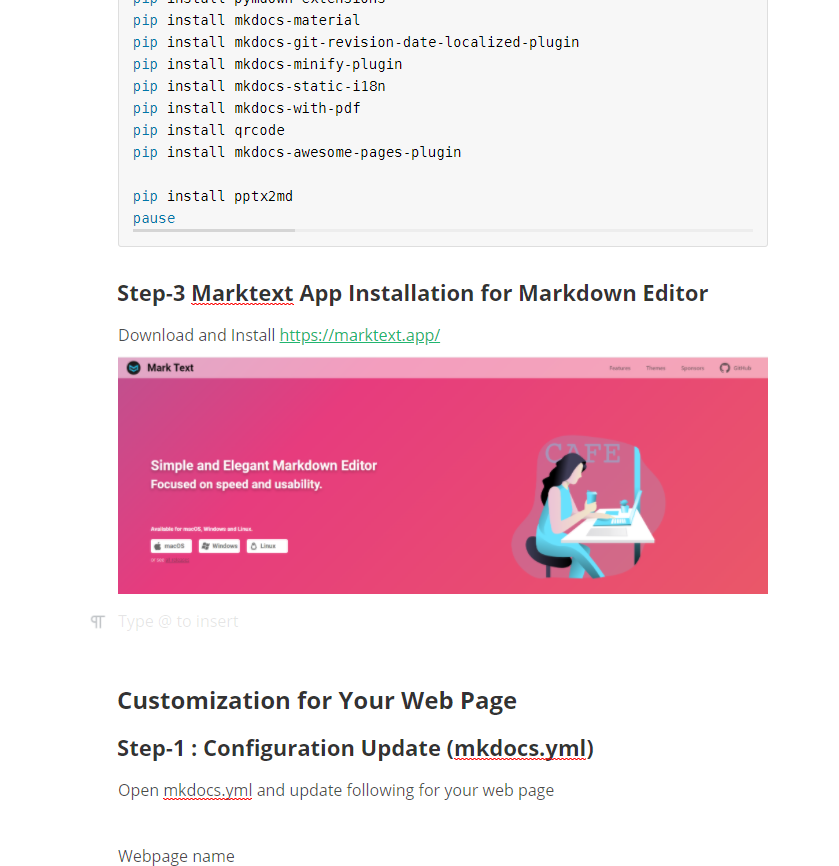 pip install pymdown-extensions
pip install mkdocs-material
pip install mkdocs-git-revision-date-localized-plugin
pip install mkdocs-minify-plugin
pip install mkdocs-static-i18n
pip install mkdocs-with-pdf
pip install qrcode
pip install mkdocs-awesome-pages-plugin
pip install pptx2md
pause
Step-3 Marktext App Installation for Markdown Editor
Download and Install https://marktext.app/
Mark Text Features Themes Sponsors GitHub
CAFE
Simple and Elegant Markdown Editor
Focused on speed and usability.
Available for macOS, Windows and Linux.
macOS Windows Linux
Type @ to insert
Customization for Your Web Page
Step-1 : Configuration Update (mkdocs.yml)
Open mkdocs.yml and update following for your web page
Webpage name